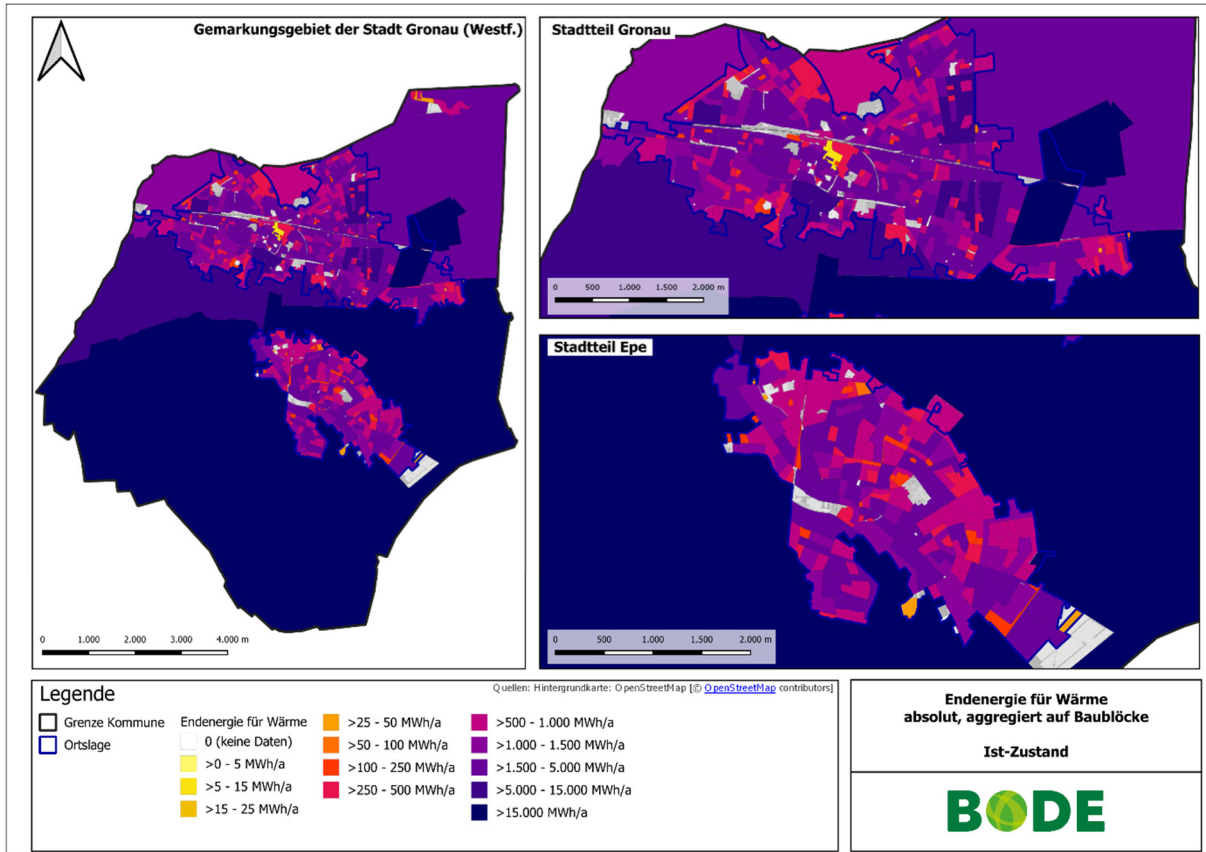 Gemarkungsgebiet der Stadt Gronau (Westf.)
0 1.000 2.000 3.000 4.000 m
Stadtteil Gronau
0 500 1.000 1.500 2.000 m
Stadtteil Epe
0 500 1.000 1.500 2.000 m
Legende
Quellen: Hintergrundkarte: OpenStreetMap [© OpenStreetMap contributors]
Grenze Kommune
Ortslage
Endenergie für Wärme
0 (keine Daten)
>0 - 5 MWh/a
>5 - 15 MWh/a
>15 - 25 MWh/a
>25 - 50 MWh/a
>50 - 100 MWh/a
>100 - 250 MWh/a
>250 - 500 MWh/a
>500 - 1.000 MWh/a
>1.000 - 1.500 MWh/a
>1.500 - 5.000 MWh/a
>5.000 - 15.000 MWh/a
>15.000 MWh/a
Endenergie für Wärme
absolut, aggregiert auf Baublöcke
Ist-Zustand
BODE